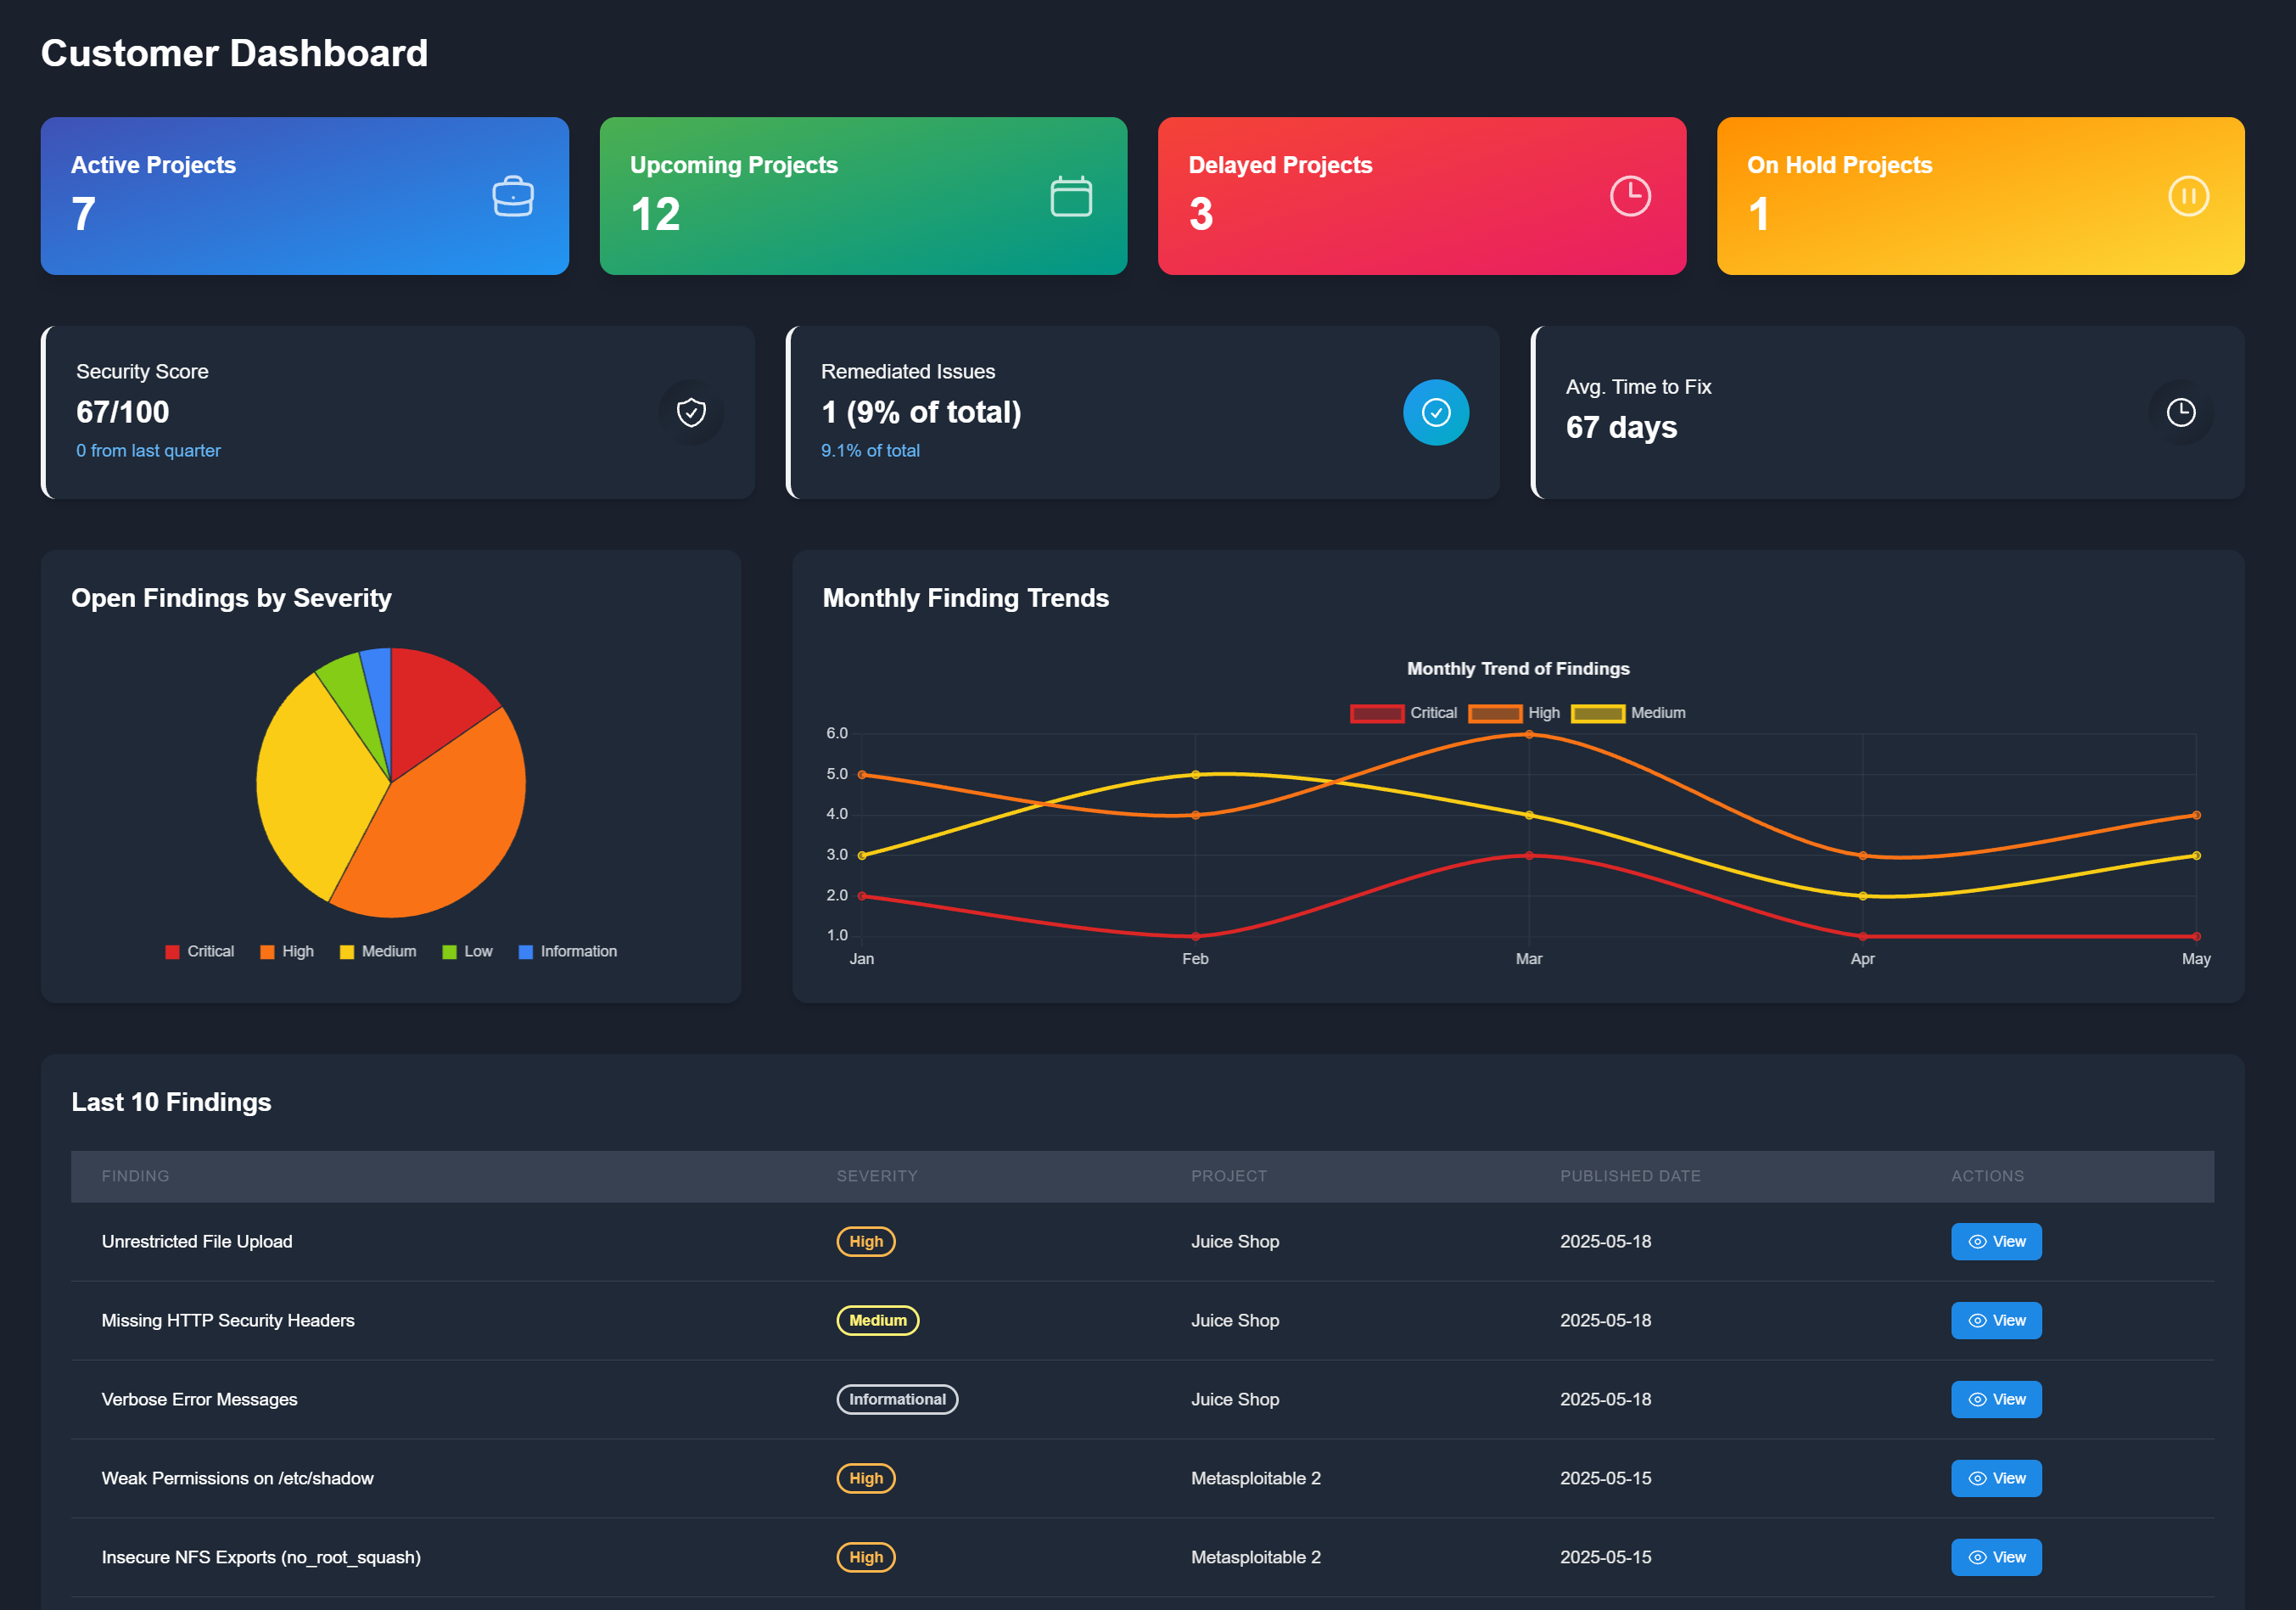 Customer Dashboard
Active Projects
7
Upcoming Projects
12
Delayed Projects
3
On Hold Projects
1
Security Score
67/100
0 from last quarter
Remediated Issues
1 (9% of total)
9.1% of total
Avg. Time to Fix
67 days
Open Findings by Severity
Critical High Medium Low Information
Monthly Finding Trends
Monthly Trend of Findings
Critical High Medium
6.0
5.0
4.0
3.0
2.0
1.0
Jan Feb Mar Apr May
Last 10 Findings
FINDING SEVERITY PROJECT PUBLISHED DATE ACTIONS
Unrestricted File Upload High Juice Shop 2025-05-18 View
Missing HTTP Security Headers Medium Juice Shop 2025-05-18 View
Verbose Error Messages Informational Juice Shop 2025-05-18 View
Weak Permissions on /etc/shadow High Metasploitable 2 2025-05-15 View
Insecure NFS Exports (no_root_squash) High Metasploitable 2 2025-05-15 View